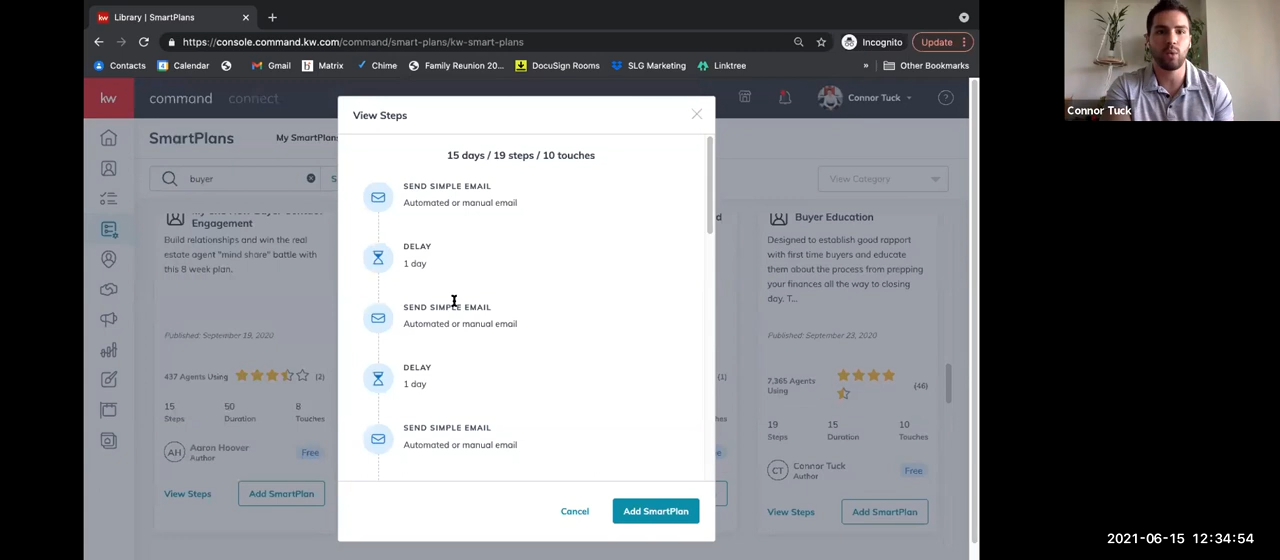 Library | SmartPlans
https://console.command.kw.com/command/smart-plans/kw-smart-plans
Incognito
Update
Contacts
Calendar
Gmail
Matrix
Chime
Family Reunion 20...
DocuSign Rooms
SLG Marketing
Linktree
»
Other Bookmarks
kw
command
connect
Connor Tuck
SmartPlans
My SmartPlans
buyer
View Category
View Steps
15 days / 19 steps / 10 touches
SEND SIMPLE EMAIL
Automated or manual email
DELAY
1 day
SEND SIMPLE EMAIL
Automated or manual email
DELAY
1 day
SEND SIMPLE EMAIL
Automated or manual email
Cancel
Add SmartPlan
Engagement
Build relationships and win the real
estate agent "mind share" battle with
this 8 week plan.
Published: September 19, 2020
437 Agents Using
(2)
15
50
8
Steps
Duration
Touches
AH
Aaron Hoover
Author
Free
View Steps
Add SmartPlan
(1)
Buyer Education
Designed to establish good rapport
with first time buyers and educate
them about the process from prepping
your finances all the way to closing
day. T...
Published: September 23, 2020
7,365 Agents
Using
(46)
19
15
10
Steps
Duration
Touches
CT
Connor Tuck
Author
Free
View Steps
Add SmartPlan
Connor Tuck
2021-06-15 12:34:54